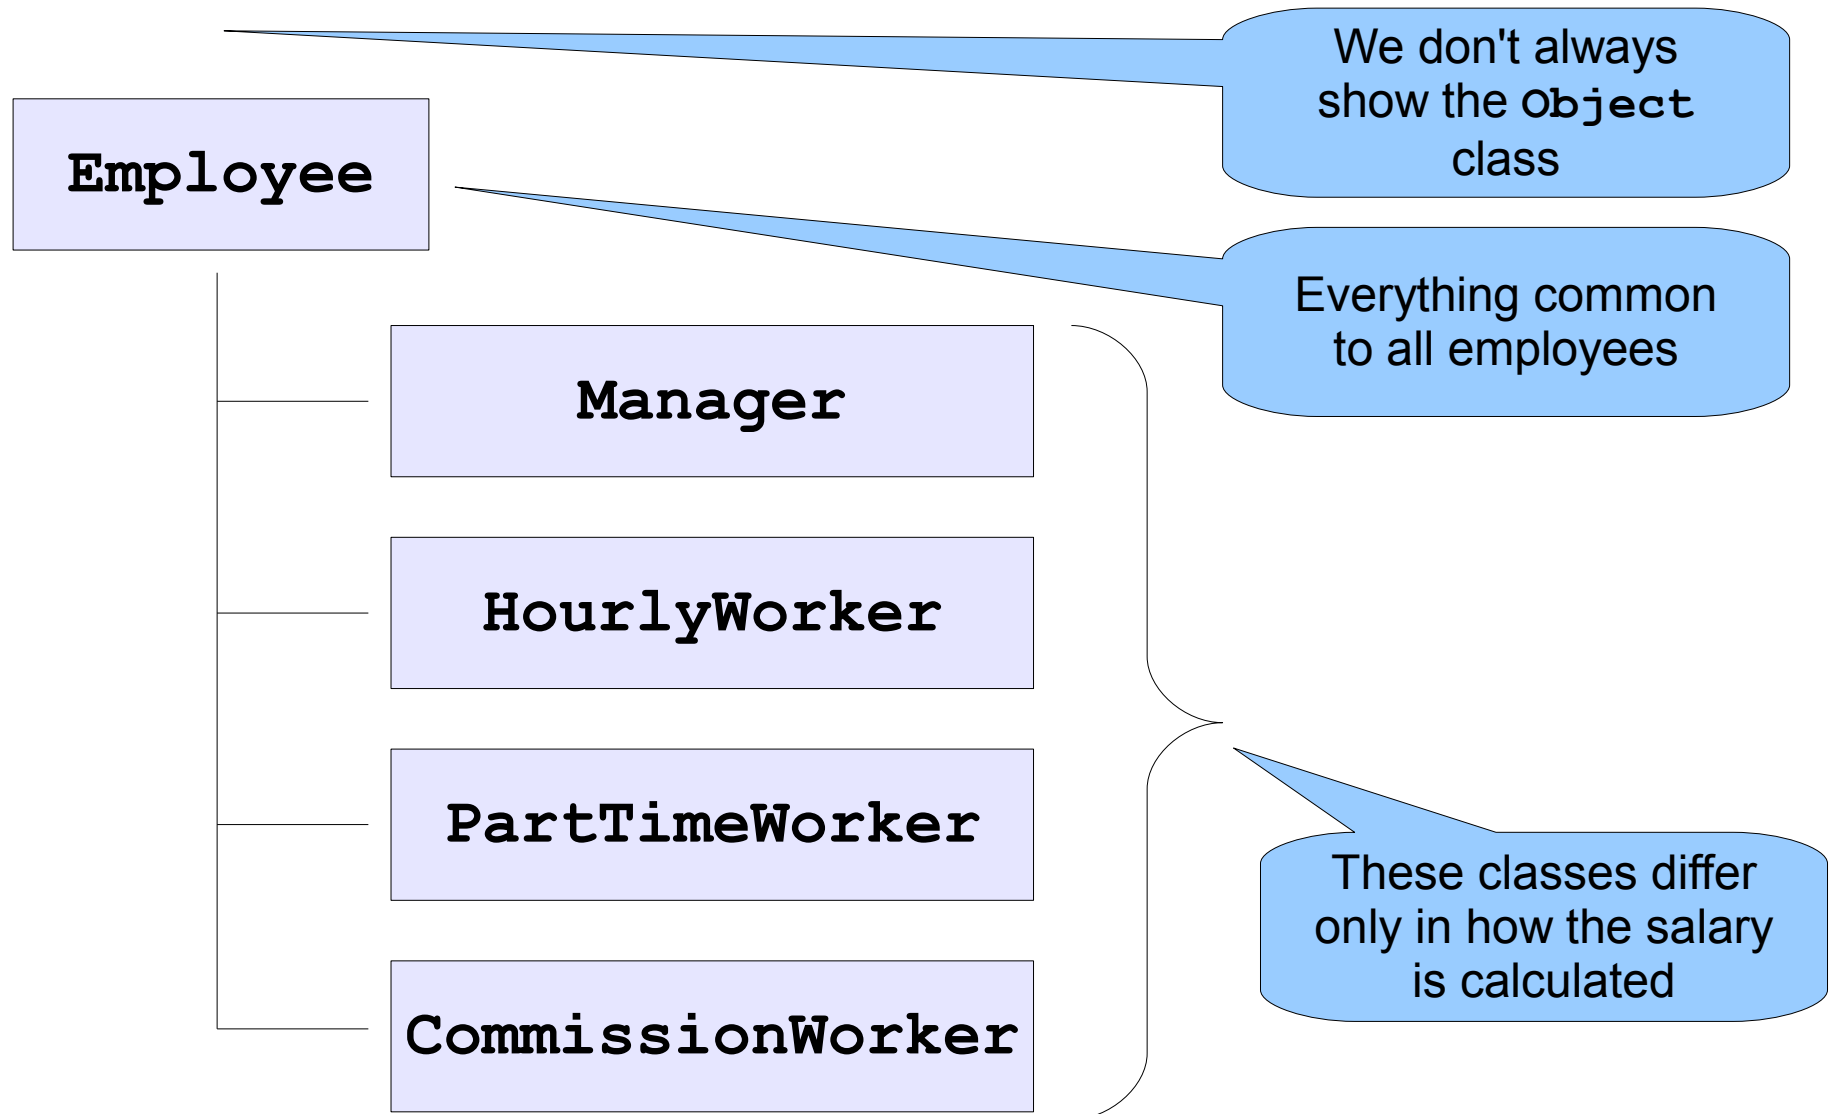 We don't always
show the Object
class
Employee
Everything common
to all employees
Manager
HourlyWorker
PartTimeWorker
These classes differ
only in how the salary
is calculated
CommissionWorker